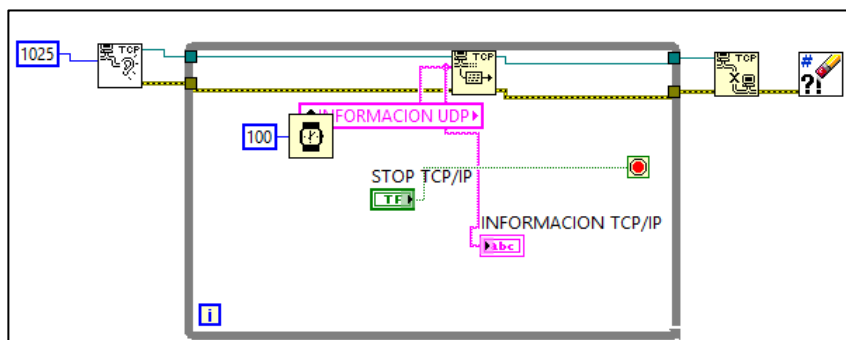 1025
TCP
TCP
TCP
#
?!
INFORMACION UDP
100
STOP TCP/IP
TF
INFORMACION TCP/IP
abc
i